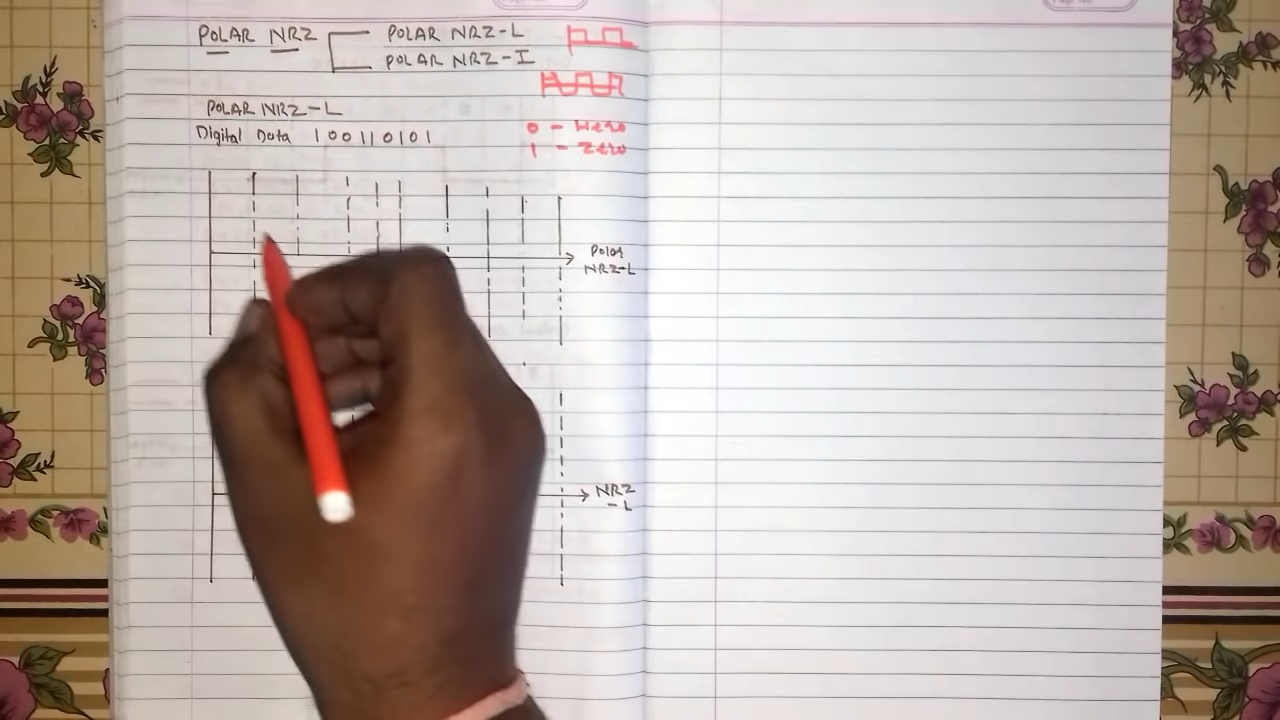 POLAR NRZ
POLAR NRZ-L
POLAR NRZ-I
POLAR NRZ-L
Digital Data 100110101
0 - Hero
1 - Zero
Polar
NRZ-L
NRZ
-L